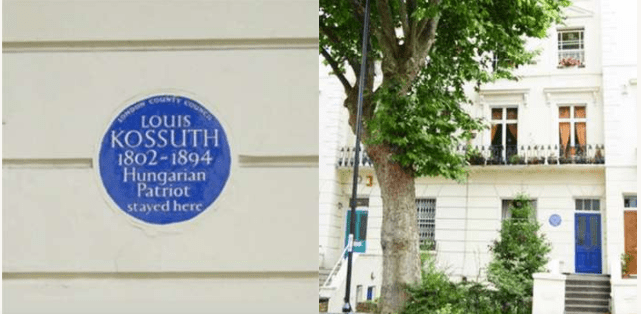 LONDON COUNTY COUNCIL
LOUIS
KOSSUTH
1802-1894
Hungarian
Patriot
stayed here